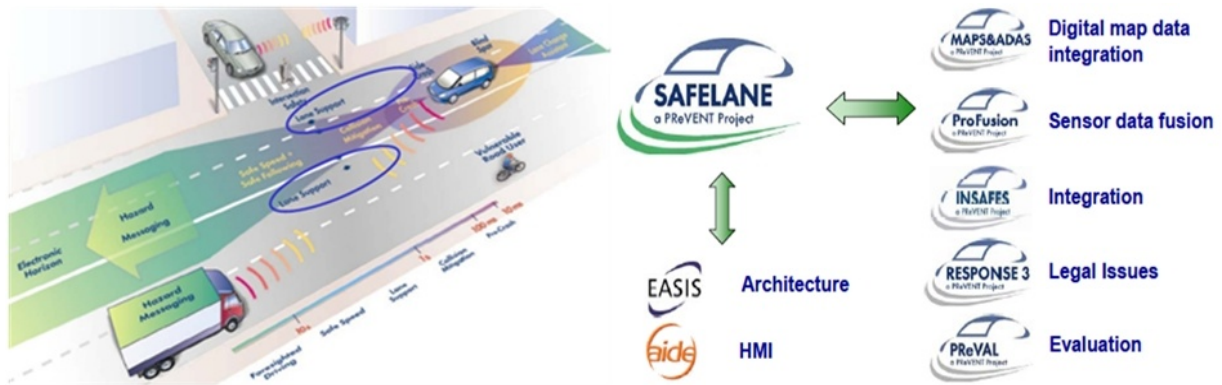 Blind
Spot
Lane Change
Assistant
Intersection
Safety
Lane Support
Collision
Mitigation
Safe Speed +
Safe Following
Vulnerable
Road User
Lane Support
Hazard
Messaging
Electronic
Horizon
Hazard
Messaging
10 ms
100 ms
Pre-Crash
1s
Collision
Mitigation
Lane
Support
Safe Speed
10s
Foresighted
Driving
SAFELANE
a PReVENT Project
EASIS
Architecture
aide
HMI
MAPS&ADAS
a PReVENT Project
Digital map data
integration
ProFusion
a PReVENT Project
Sensor data fusion
INSAFES
a PReVENT Project
Integration
RESPONSE 3
a PReVENT Project
Legal Issues
PReVAL
a PReVENT Project
Evaluation